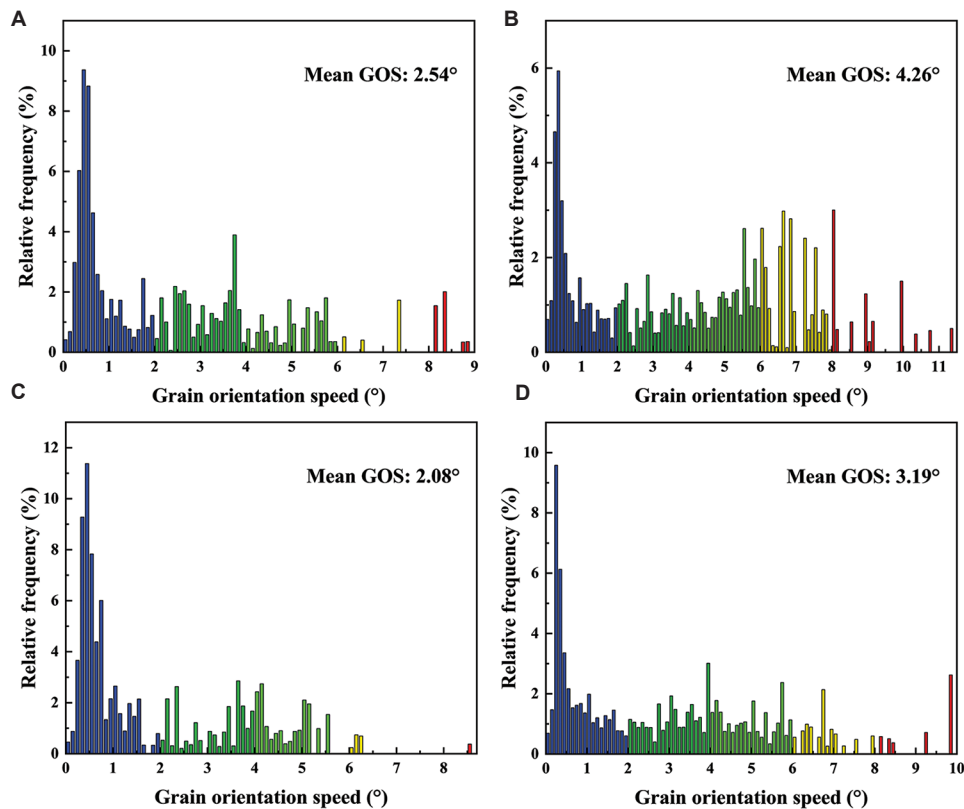 A
Mean GOS: 2.54°
Relative frequency (%)
10
8
6
4
2
0
0 1 2 3 4 5 6 7 8 9
Grain orientation speed (°)
B
Mean GOS: 4.26°
Relative frequency (%)
6
4
2
0
0 1 2 3 4 5 6 7 8 9 10 11
Grain orientation speed (°)
C
Mean GOS: 2.08°
Relative frequency (%)
12
10
8
6
4
2
0
0 1 2 3 4 5 6 7 8
Grain orientation speed (°)
D
Mean GOS: 3.19°
Relative frequency (%)
10
8
6
4
2
0
0 1 2 3 4 5 6 7 8 9 10
Grain orientation speed (°)